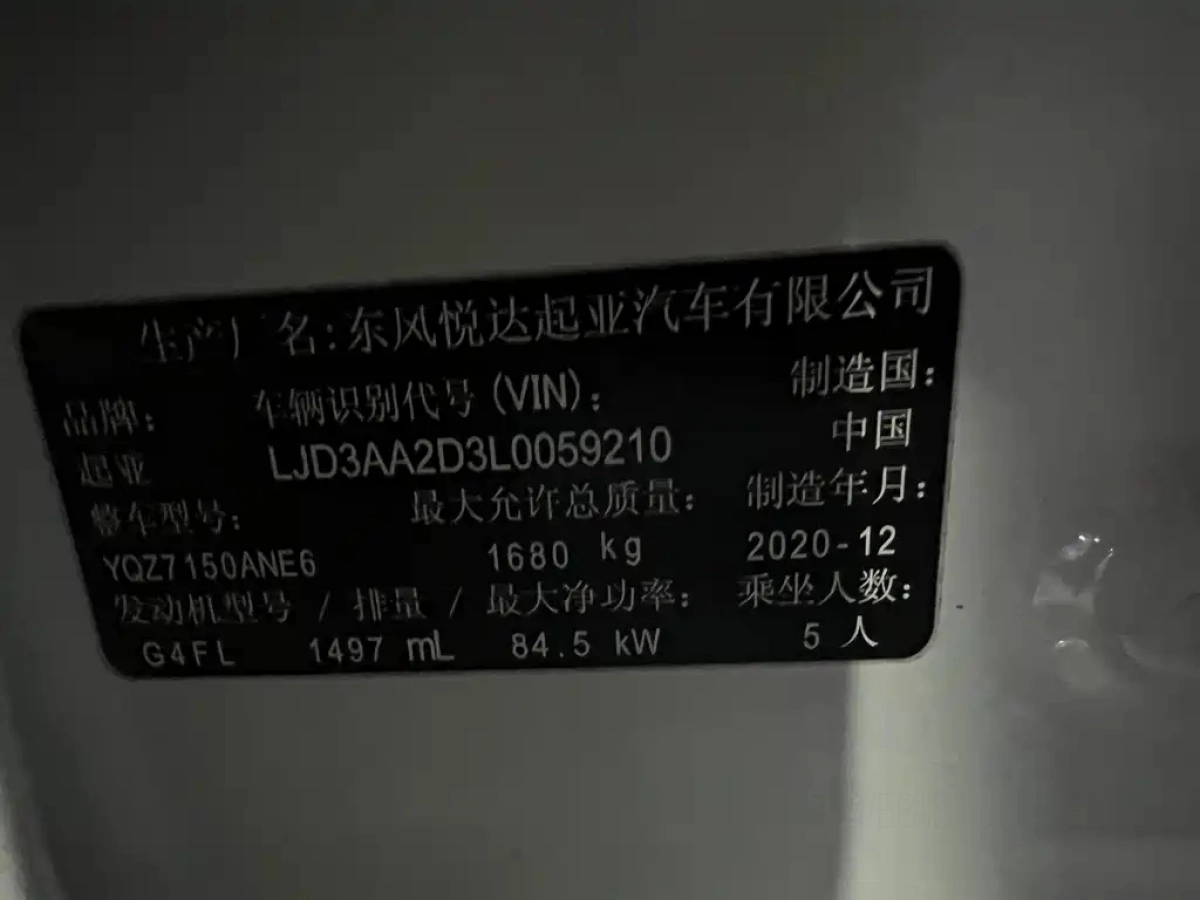 生产厂名:东风悦达起亚汽车有限公司
品牌: 车辆识别代号(VIN): 制造国:
起亚 LJD3AA2D3L0059210 中国
整车型号: 最大允许总质量: 制造年月:
YQZ7150ANE6 1680 kg 2020-12
发动机型号 / 排量 / 最大净功率: 乘坐人数:
G4FL 1497 mL 84.5 kW 5 人